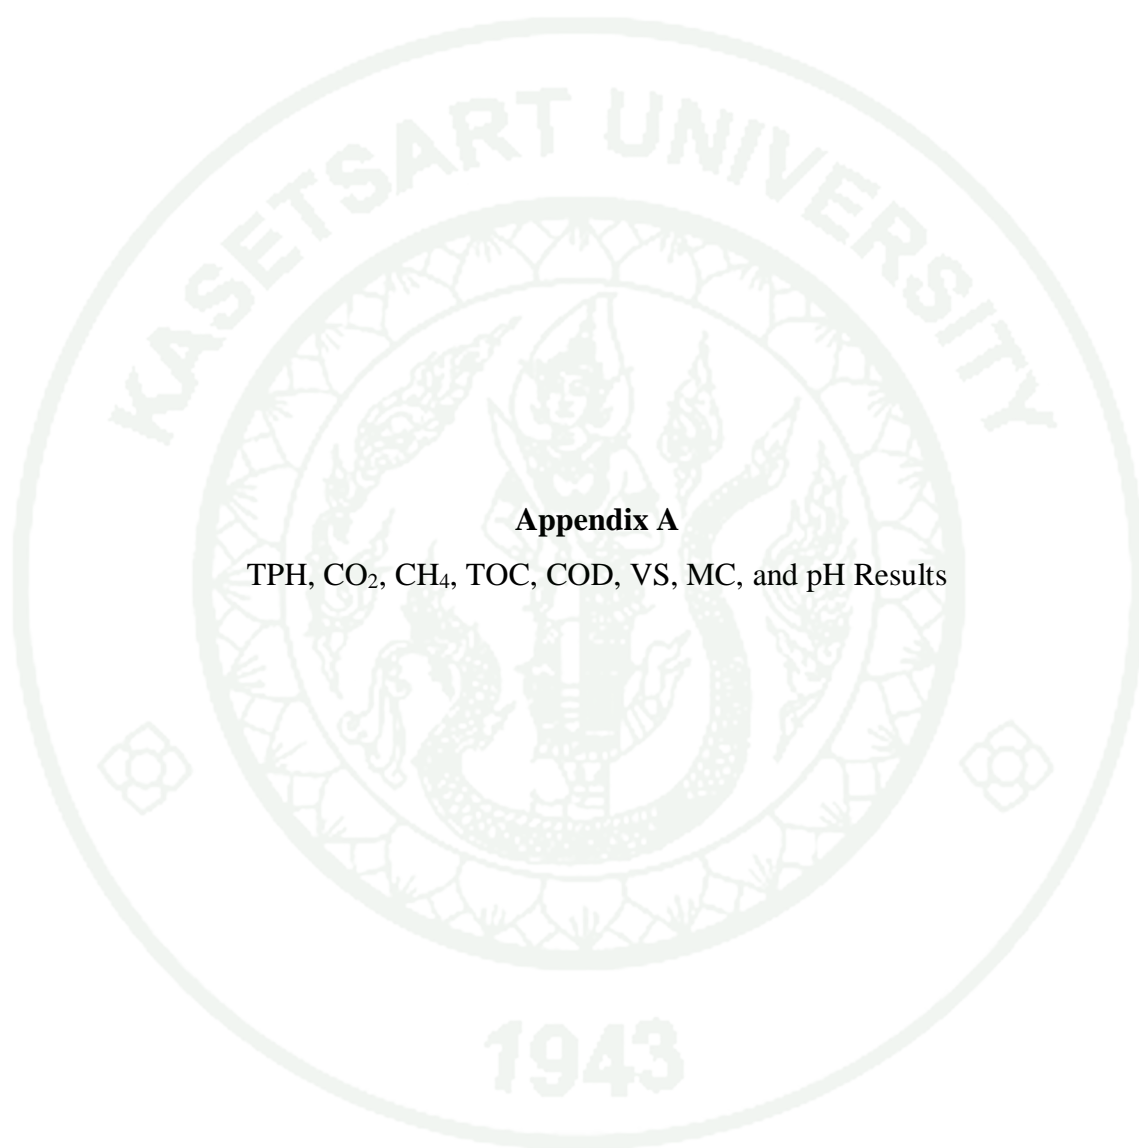 KASETSART UNIVERSITY
Appendix A
TPH, CO₂, CH₄, TOC, COD, VS, MC, and pH Results
1943